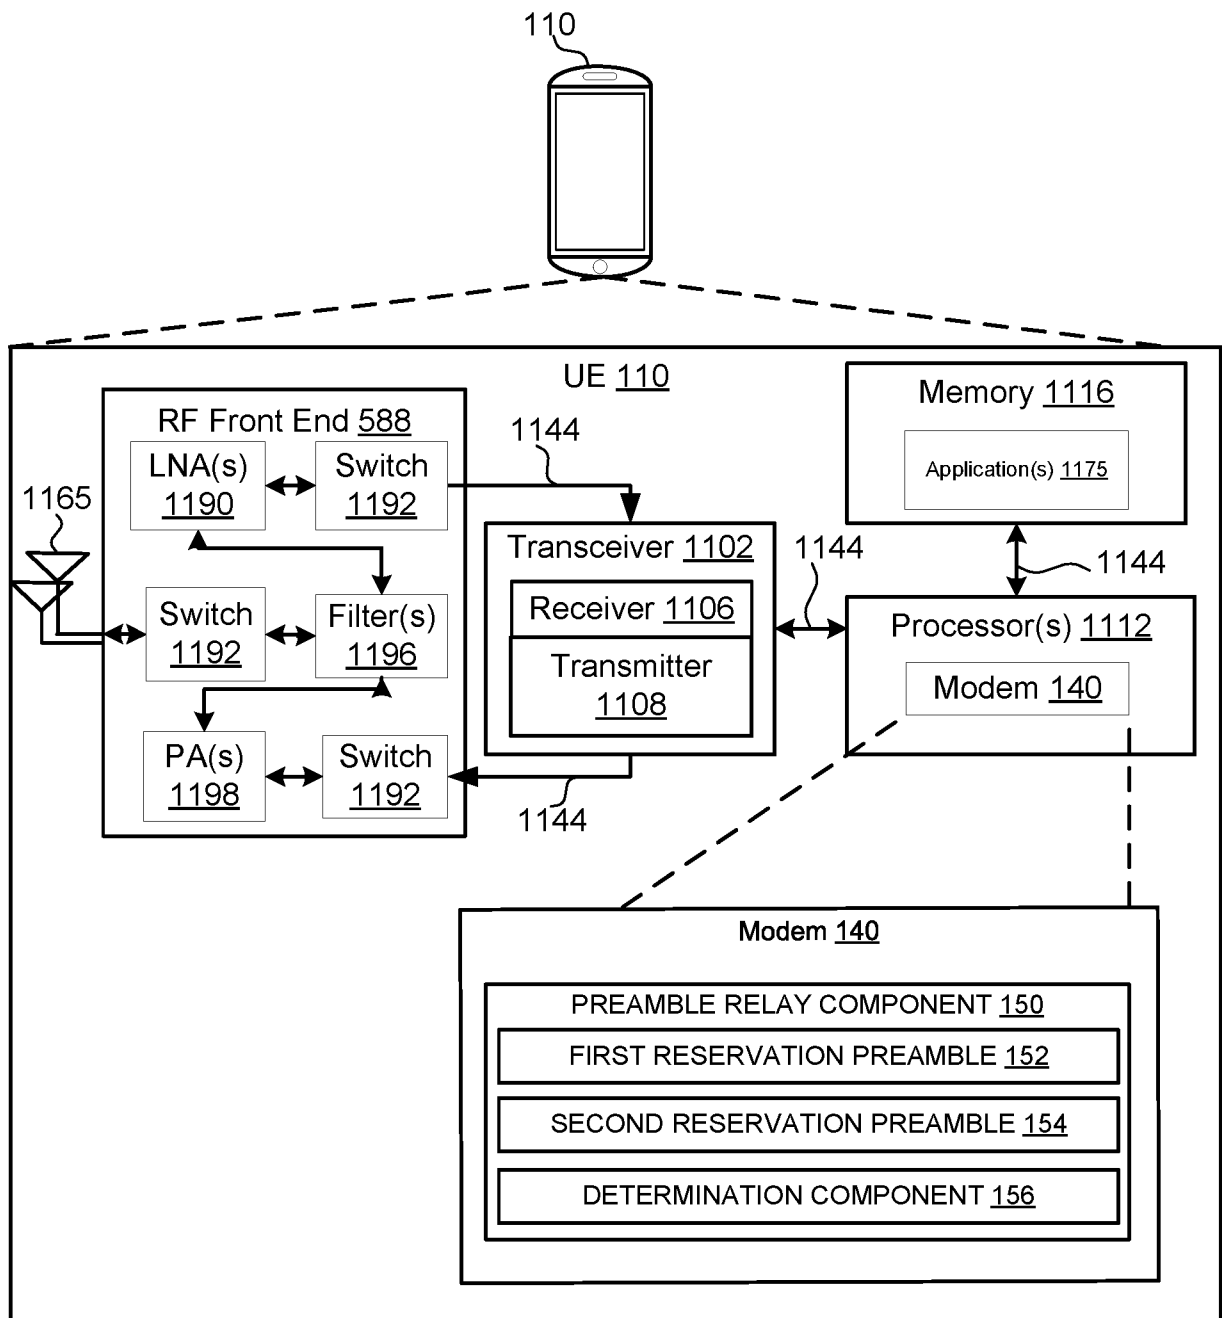 110
UE 110
RF Front End 588
LNA(s)
1190
Switch
1192
1144
1165
Switch
1192
Filter(s)
1196
PA(s)
1198
Switch
1192
1144
Transceiver 1102
Receiver 1106
Transmitter
1108
1144
Memory 1116
Application(s) 1175
1144
Processor(s) 1112
Modem 140
Modem 140
PREAMBLE RELAY COMPONENT 150
FIRST RESERVATION PREAMBLE 152
SECOND RESERVATION PREAMBLE 154
DETERMINATION COMPONENT 156